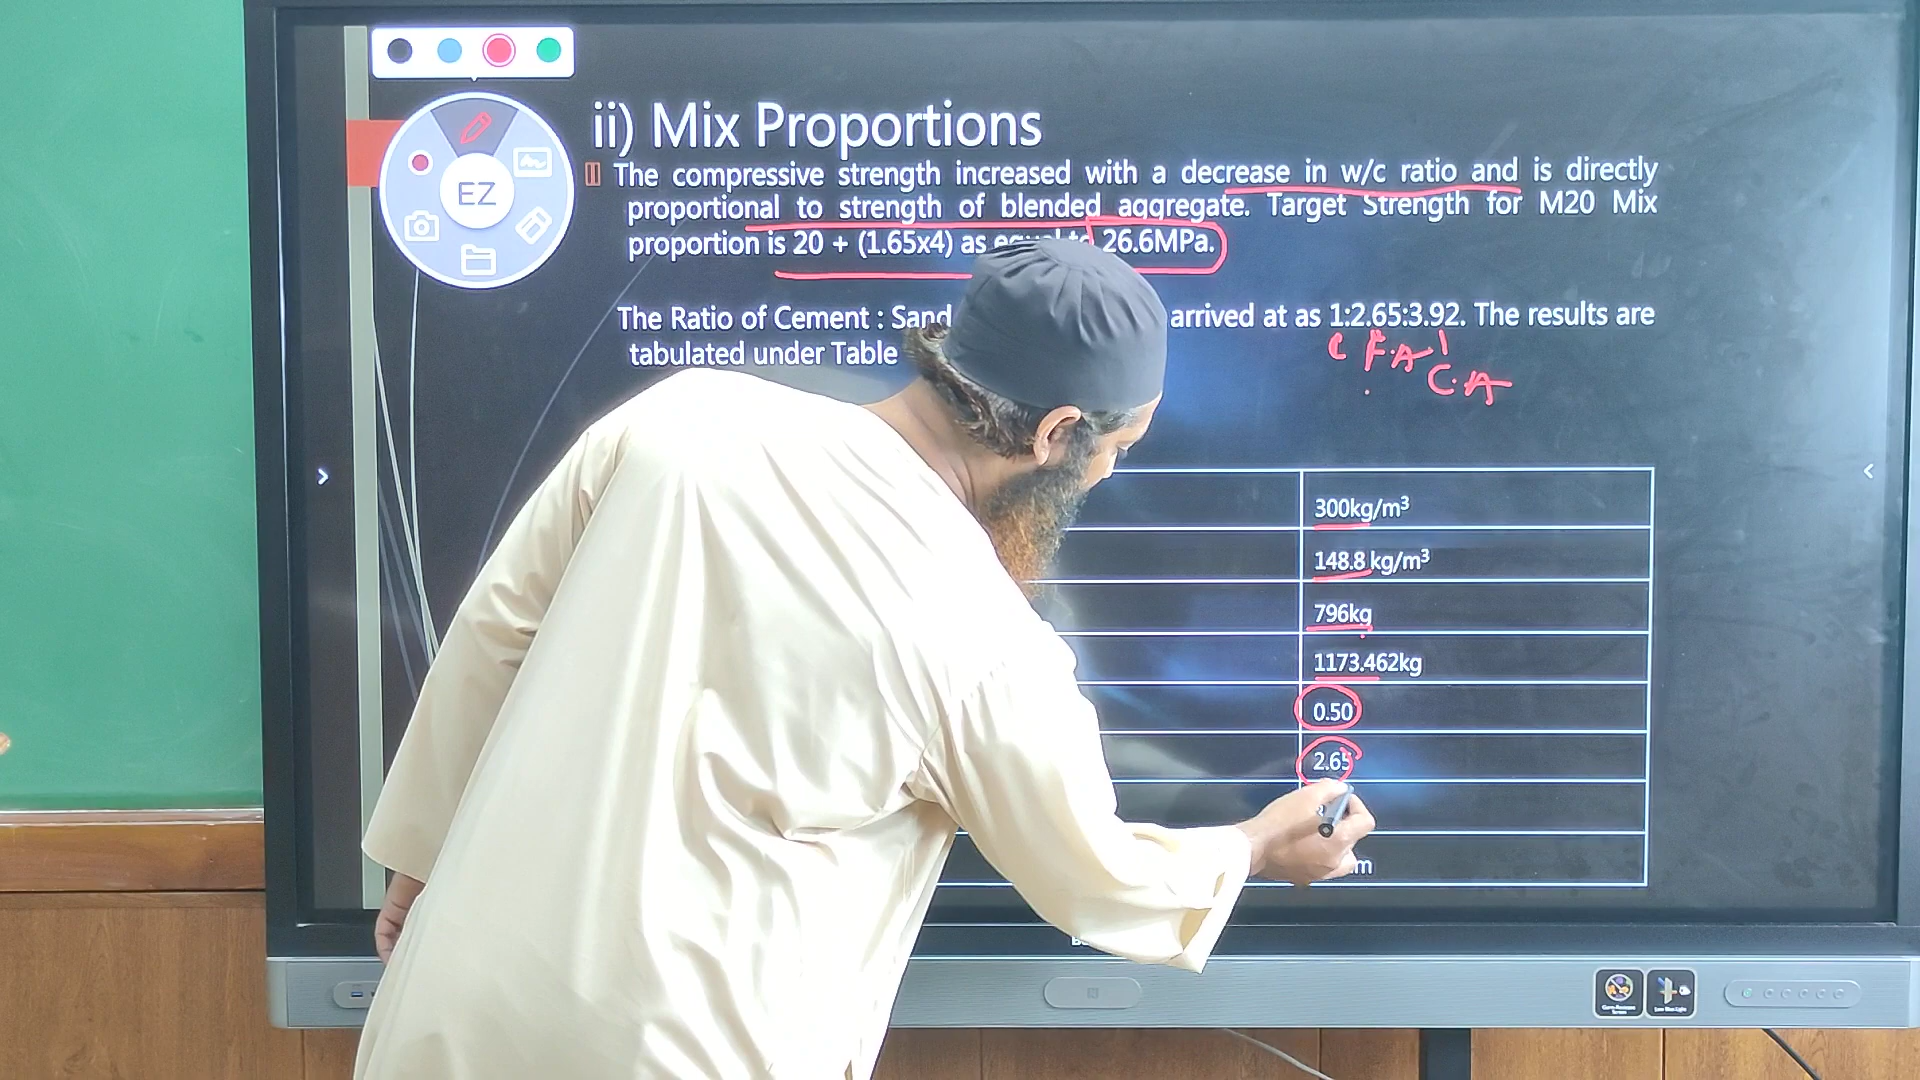 EZ
ii) Mix Proportions
The compressive strength increased with a decrease in w/c ratio and is directly
proportional to strength of blended aggregate. Target Strength for M20 Mix
proportion is 20 + (1.65x4) as equal to 26.6MPa.
The Ratio of Cement : Sand arrived at as 1:2.65:3.92. The results are
tabulated under Table
C F.A
C.A
300kg/m³
148.8 kg/m³
796kg
1173.462kg
0.50
2.65